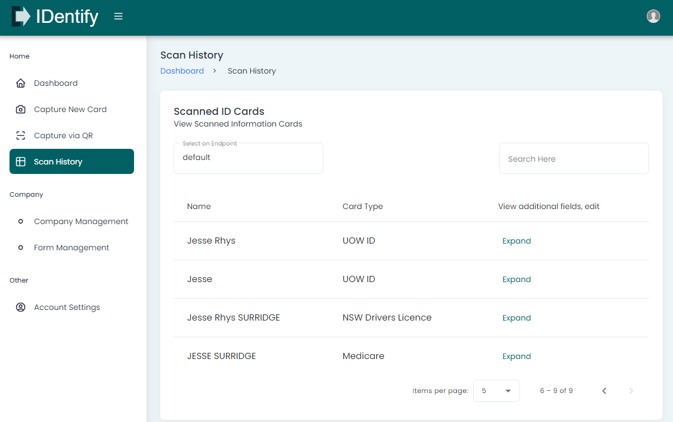 IDentify
Home
Dashboard
Capture New Card
Capture via QR
Scan History
Company
Company Management
Form Management
Other
Account Settings
Scan History
Dashboard > Scan History
Scanned ID Cards
View Scanned Information Cards
Select an Endpoint
default
Search Here
Name Card Type View additional fields, edit
Jesse Rhys UOW ID Expand
Jesse UOW ID Expand
Jesse Rhys SURRIDGE NSW Drivers Licence Expand
JESSE SURRIDGE Medicare Expand
Items per page: 5 6 – 9 of 9